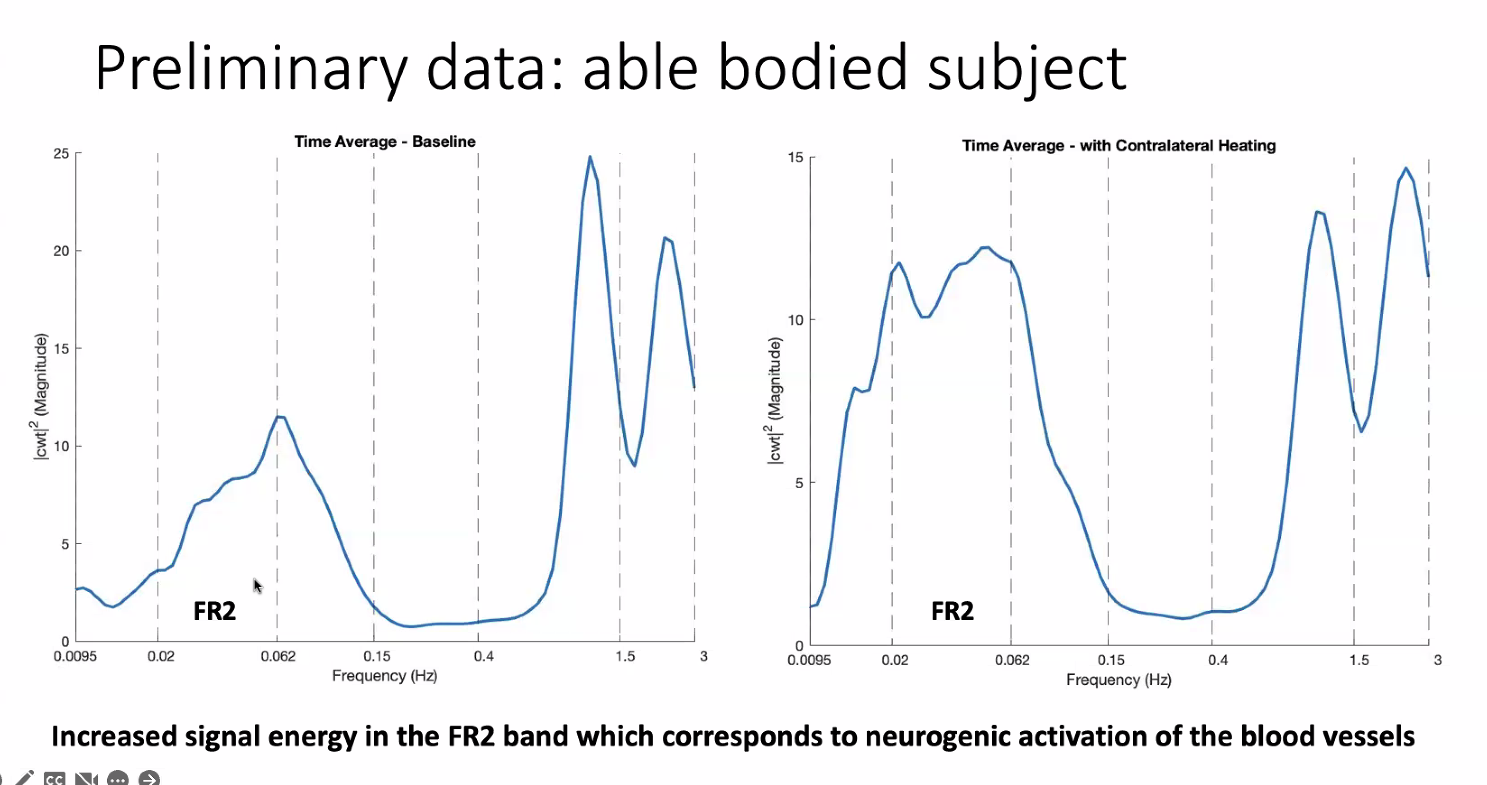 Preliminary data: able bodied subject
Time Average - Baseline
25
20
15
10
5
0
|cwt|² (Magnitude)
FR2
0.0095 0.02 0.062 0.15 0.4 1.5 3
Frequency (Hz)
Time Average - with Contralateral Heating
15
10
5
0
|cwt|² (Magnitude)
FR2
0.0095 0.02 0.062 0.15 0.4 1.5 3
Frequency (Hz)
Increased signal energy in the FR2 band which corresponds to neurogenic activation of the blood vessels
CC